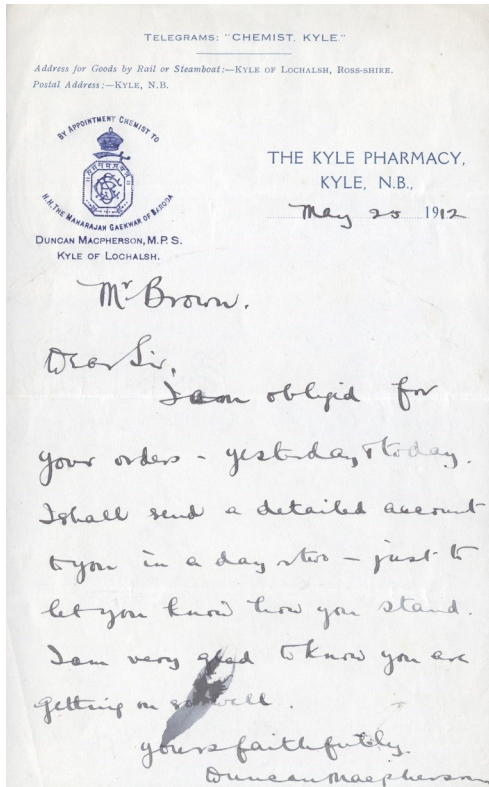 TELEGRAMS: "CHEMIST, KYLE."
Address for Goods by Rail or Steamboat:—KYLE OF LOCHALSH, ROSS-SHIRE.
Postal Address:—KYLE, N.B.
BY APPOINTMENT CHEMIST TO
H.H. THE MAHARAJAH GAEKWAR OF BARODA
DUNCAN MACPHERSON, M.P.S.
KYLE OF LOCHALSH.
THE KYLE PHARMACY,
KYLE, N.B.,
May 25 1912
Mr Brown.
Dear Sir,
I am obligid for
your orders - yesterday & today.
I shall send a detailed account
to you in a day or two - just to
let you know how you stand.
I am very glad to know you are
getting on so well.
yours faithfully.
Duncan Macpherson